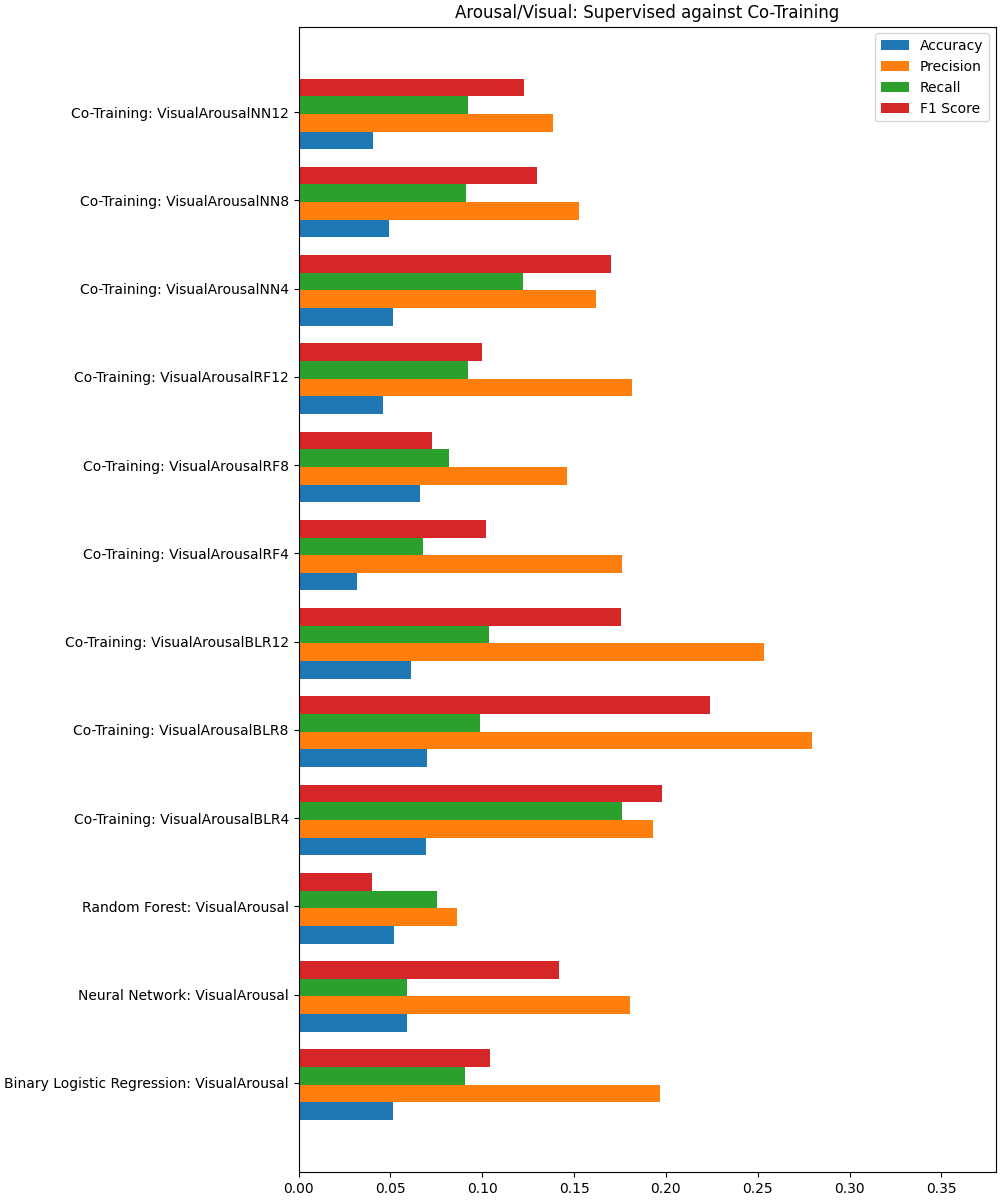 Arousal/Visual: Supervised against Co-Training
Accuracy
Precision
Recall
F1 Score
Co-Training: VisualArousalNN12
Co-Training: VisualArousalNN8
Co-Training: VisualArousalNN4
Co-Training: VisualArousalRF12
Co-Training: VisualArousalRF8
Co-Training: VisualArousalRF4
Co-Training: VisualArousalBLR12
Co-Training: VisualArousalBLR8
Co-Training: VisualArousalBLR4
Random Forest: VisualArousal
Neural Network: VisualArousal
Binary Logistic Regression: VisualArousal
0.00 0.05 0.10 0.15 0.20 0.25 0.30 0.35